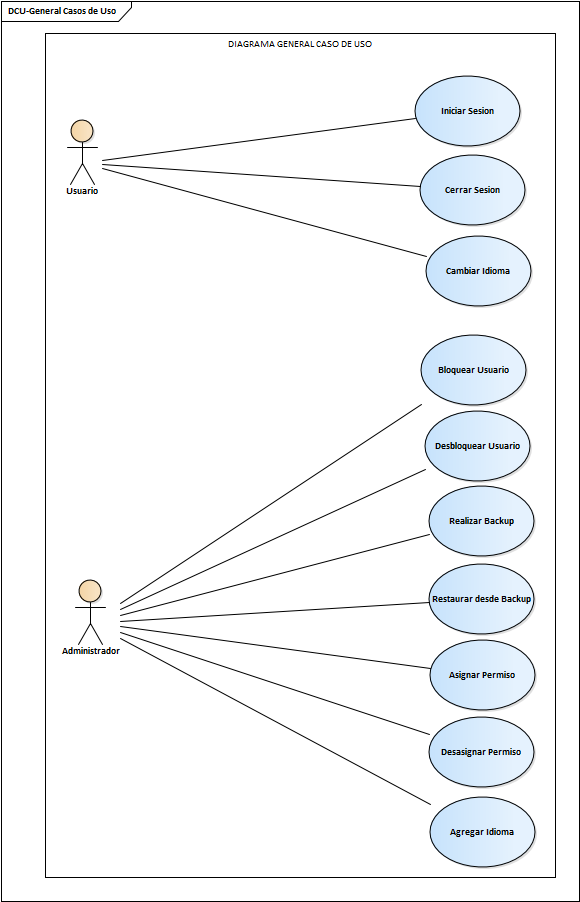 DCU-General Casos de Uso
DIAGRAMA GENERAL CASO DE USO
Iniciar Sesion
Usuario
Cerrar Sesion
Cambiar Idioma
Bloquear Usuario
Desbloquear Usuario
Realizar Backup
Restaurar desde Backup
Administrador
Asignar Permiso
Desasignar Permiso
Agregar Idioma